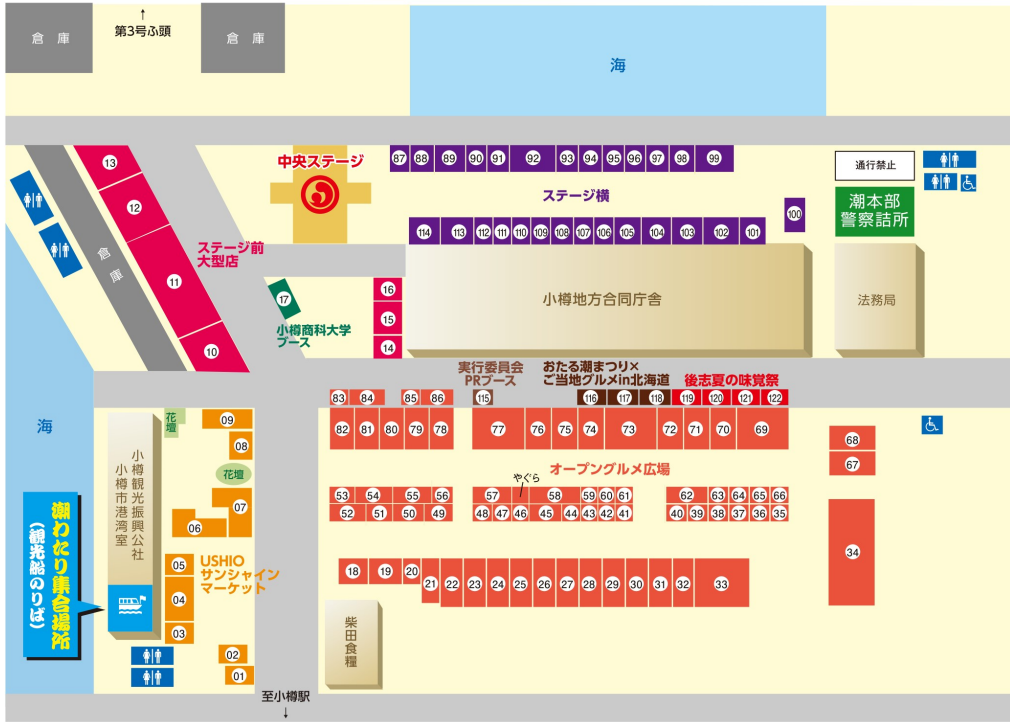 ↑
第3号ふ頭
倉庫
倉庫
海
13
12
11
10
倉庫
ステージ前
大型店
中央ステージ
87 88 89 90 91 92 93 94 95 96 97 98 99
ステージ横
100
114 113 112 111 110 109 108 107 106 105 104 103 102 101
通行禁止
潮本部
警察詰所
小樽地方合同庁舎
法務局
17
小樽商科大学
ブース
16
15
14
海
実行委員会
PRブース
115
おたる潮まつり×
ご当地グルメin北海道
116 117 118
後志夏の味覚祭
119 120 121 122
83 84 85 86
82 81 80 79 78
77 76 75 74 73 72 71 70 69
68
67
オープングルメ広場
やぐら
53 54 55 56
52 51 50 49
57 58 59 60 61
48 47 46 45 44 43 42 41
62 63 64 65 66
40 39 38 37 36 35
34
18 19 20 21 22 23 24 25 26 27 28 29 30 31 32 33
柴田食糧
花壇
09
08
花壇
07
06
小樽観光振興公社
小樽市港湾室
05
04
03
USHIO
サンシャイン
マーケット
02
01
潮わたり集合場所
(観光船のりば)
至小樽駅
↓